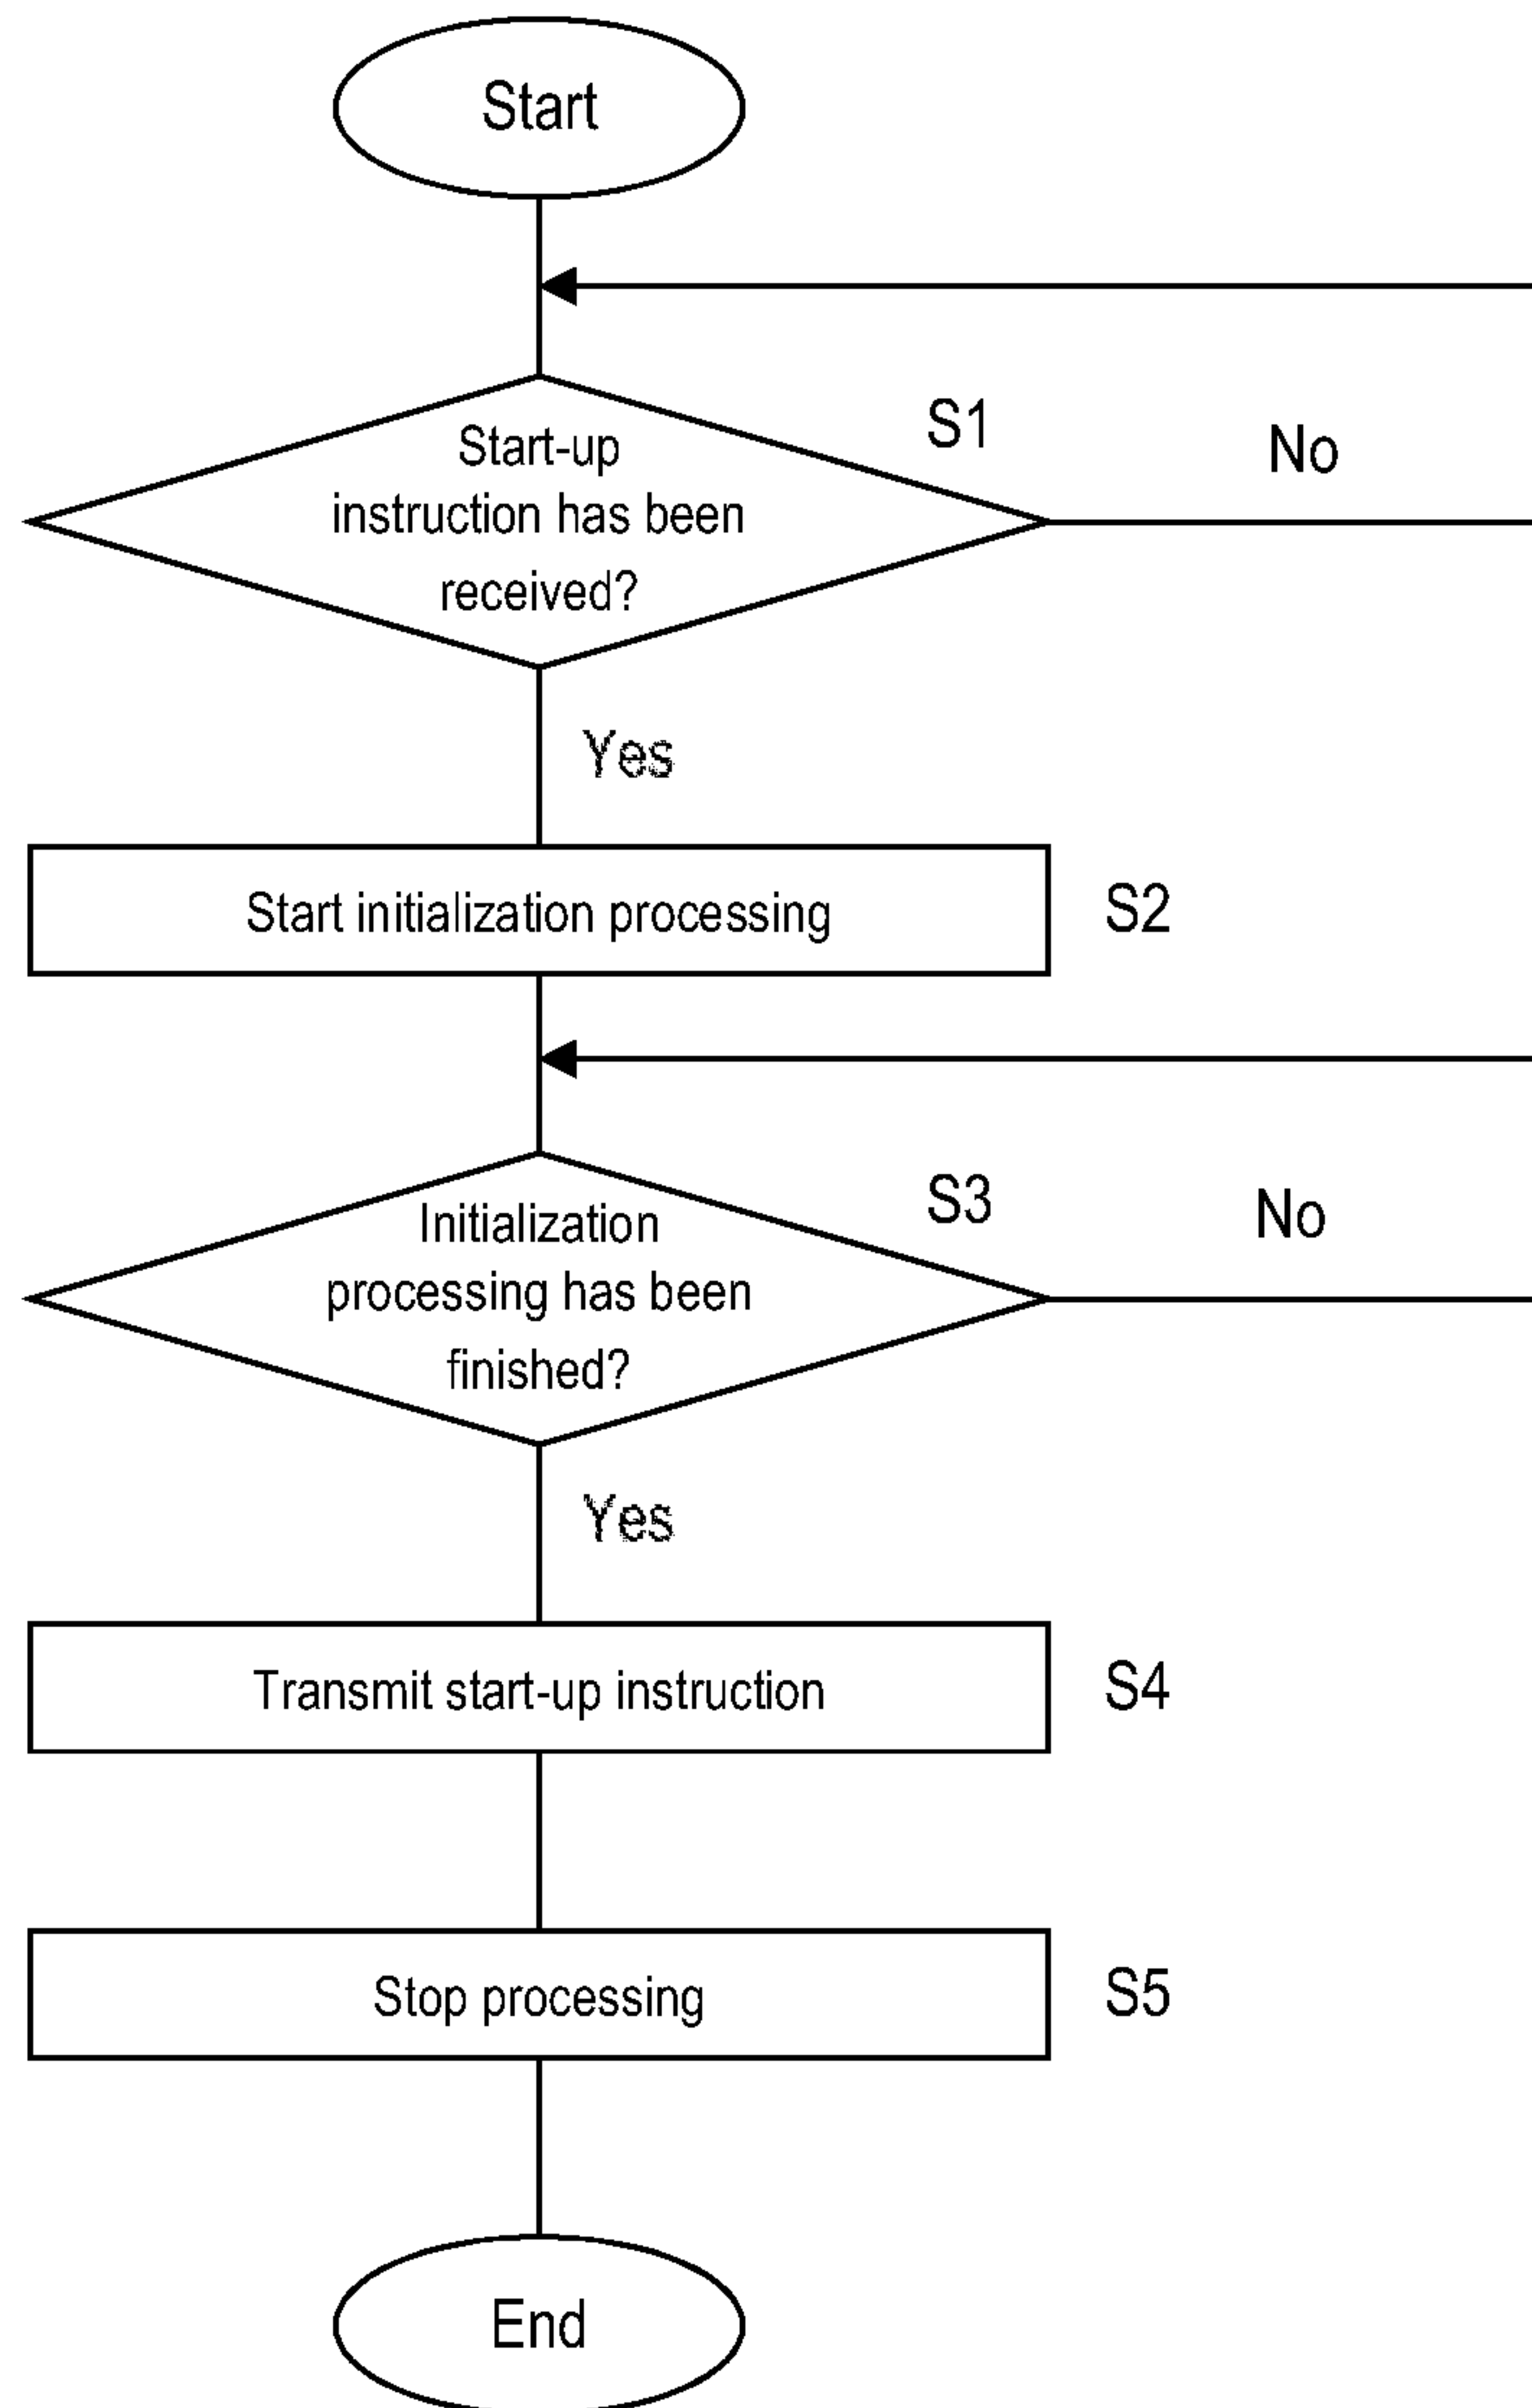 Start
Start-up
instruction has been
received?
S1
No
Yes
Start initialization processing
S2
Initialization
processing has been
finished?
S3
No
Yes
Transmit start-up instruction
S4
Stop processing
S5
End